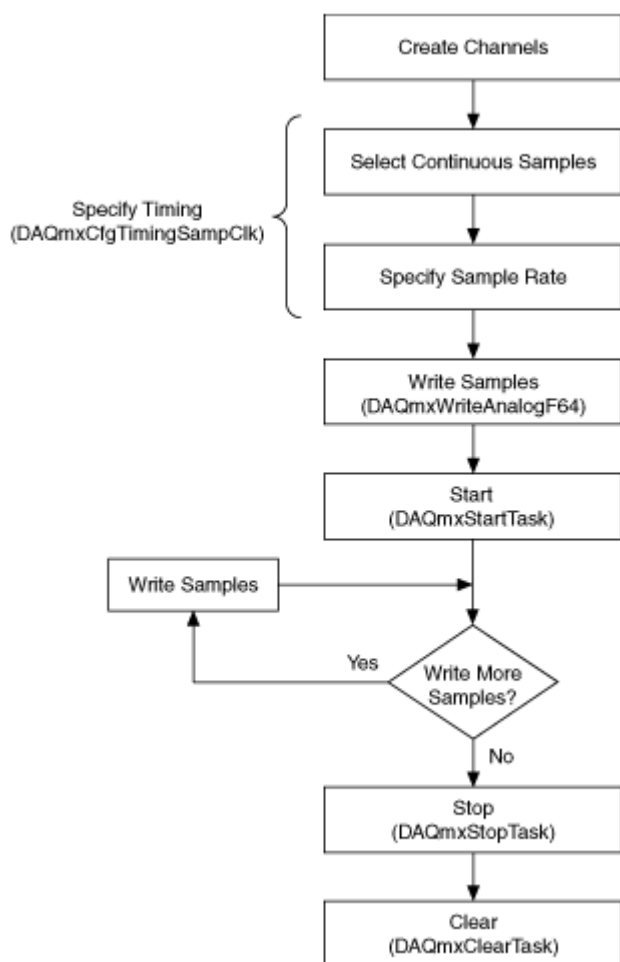 Create Channels
Select Continuous Samples
Specify Timing
(DAQmxCfgTimingSampClk)
Specify Sample Rate
Write Samples
(DAQmxWriteAnalogF64)
Start
(DAQmxStartTask)
Write Samples
Yes
Write More
Samples?
No
Stop
(DAQmxStopTask)
Clear
(DAQmxClearTask)